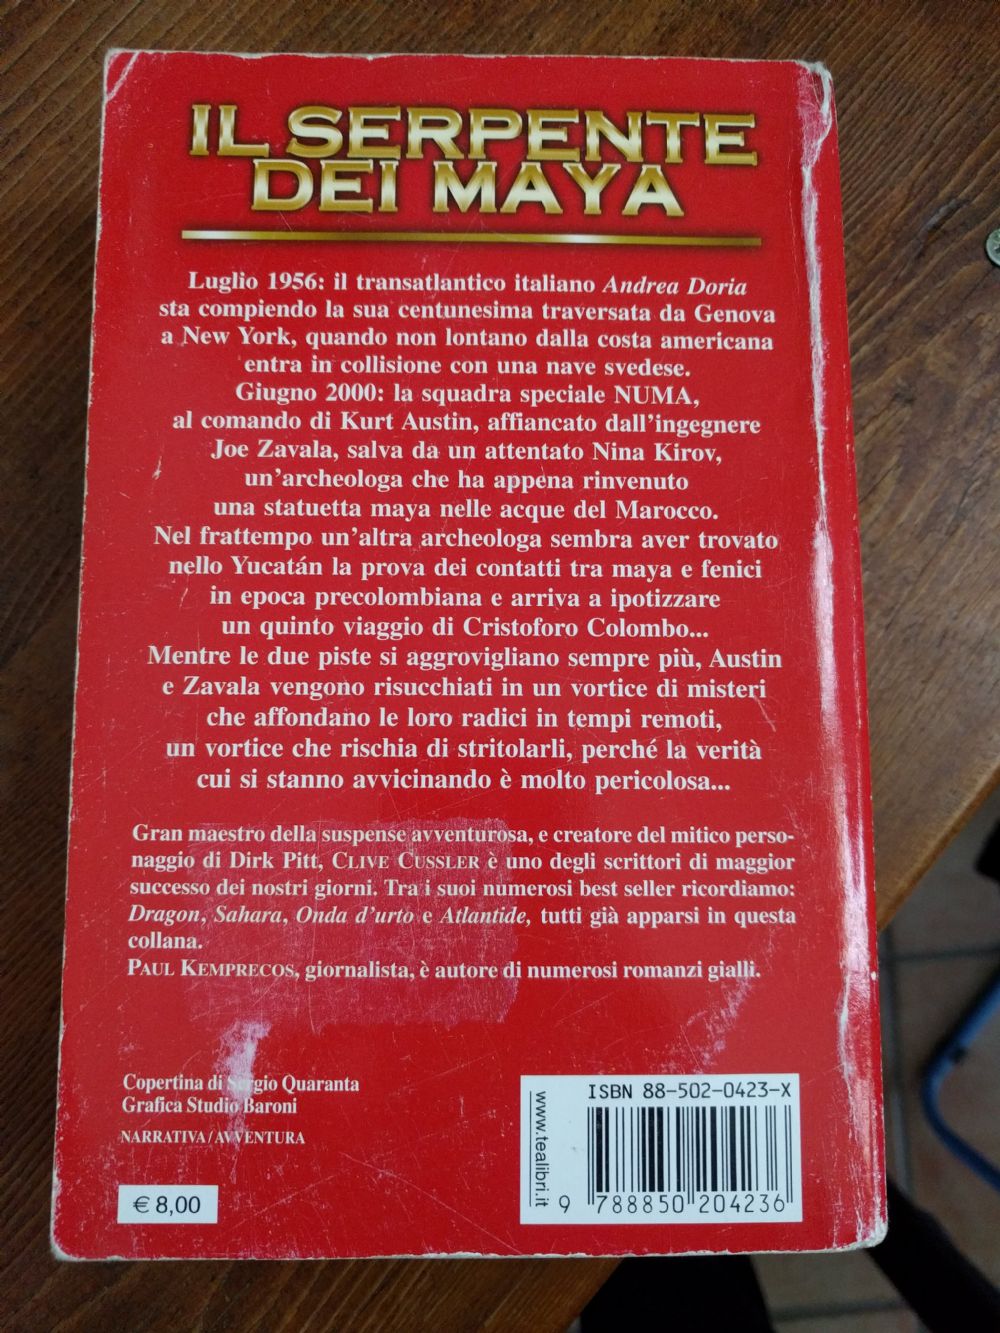 IL SERPENTE
DEI MAYA
Luglio 1956: il transatlantico italiano Andrea Doria
sta compiendo la sua centunesima traversata da Genova
a New York, quando non lontano dalla costa americana
entra in collisione con una nave svedese.
Giugno 2000: la squadra speciale NUMA,
al comando di Kurt Austin, affiancato dall'ingegnere
Joe Zavala, salva da un attentato Nina Kirov,
un'archeologa che ha appena rinvenuto
una statuetta maya nelle acque del Marocco.
Nel frattempo un'altra archeologa sembra aver trovato
nello Yucatán la prova dei contatti tra maya e fenici
in epoca precolombiana e arriva a ipotizzare
un quinto viaggio di Cristoforo Colombo...
Mentre le due piste si aggrovigliano sempre più, Austin
e Zavala vengono risucchiati in un vortice di misteri
che affondano le loro radici in tempi remoti,
un vortice che rischia di stritolarli, perché la verità
cui si stanno avvicinando è molto pericolosa...
Gran maestro della suspense avventurosa, e creatore del mitico perso-
naggio di Dirk Pitt, CLIVE CUSSLER è uno degli scrittori di maggior
successo dei nostri giorni. Tra i suoi numerosi best seller ricordiamo:
Dragon, Sahara, Onda d'urto e Atlantide, tutti già apparsi in questa
collana.
PAUL KEMPRECOS, giornalista, è autore di numerosi romanzi gialli.
Copertina di Sergio Quaranta
Grafica Studio Baroni
NARRATIVA / AVVENTURA
€ 8,00
www.tealibri.it
ISBN 88-502-0423-X
9 788850 204236